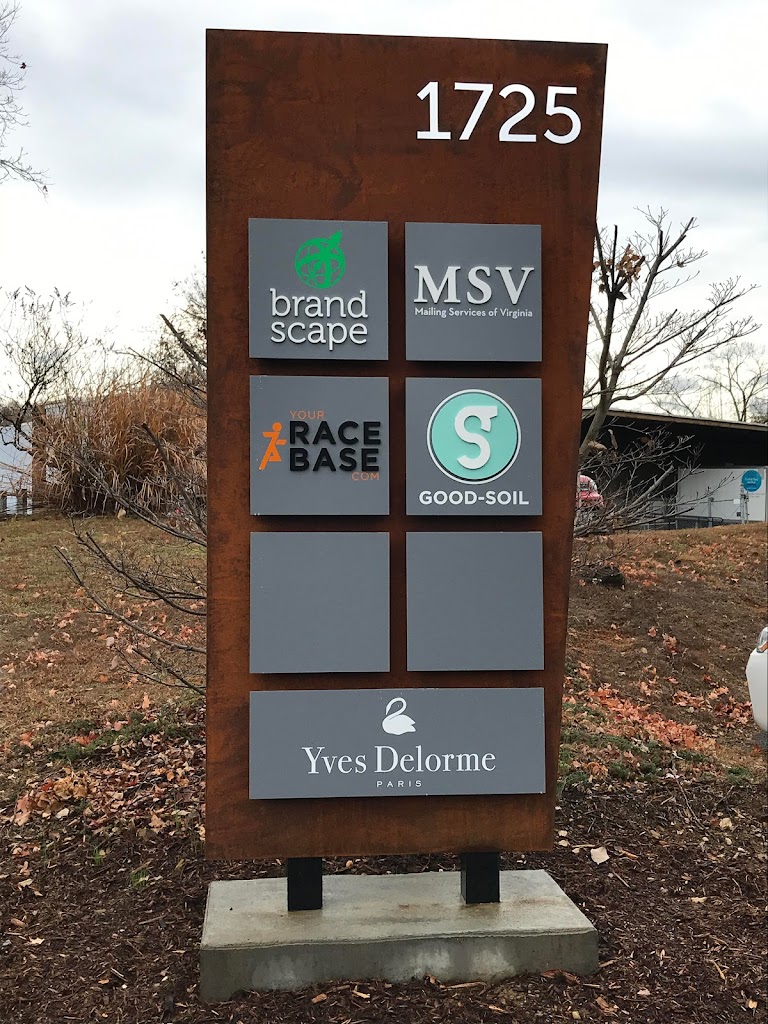 1725
brand
scape
MSV
Mailing Services of Virginia
YOUR
RACE
BASE
COM
GOOD-SOIL
Yves Delorme
PARIS